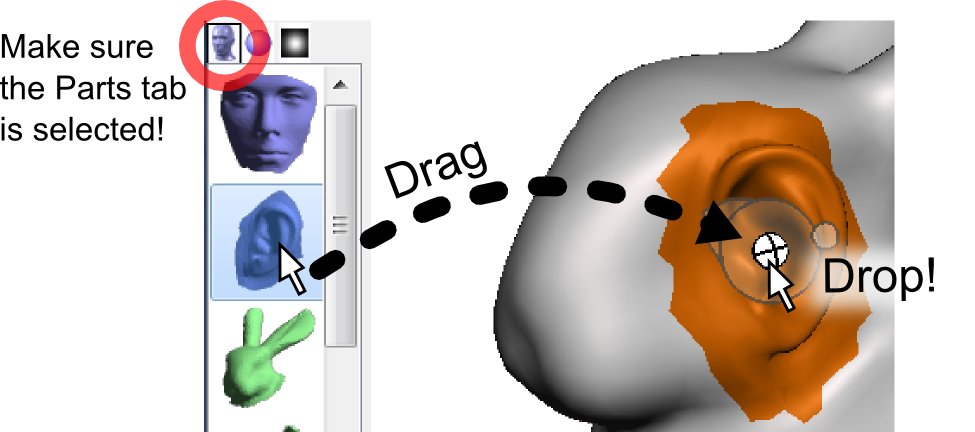 Make sure
the Parts tab
is selected!
Drag
Drop!